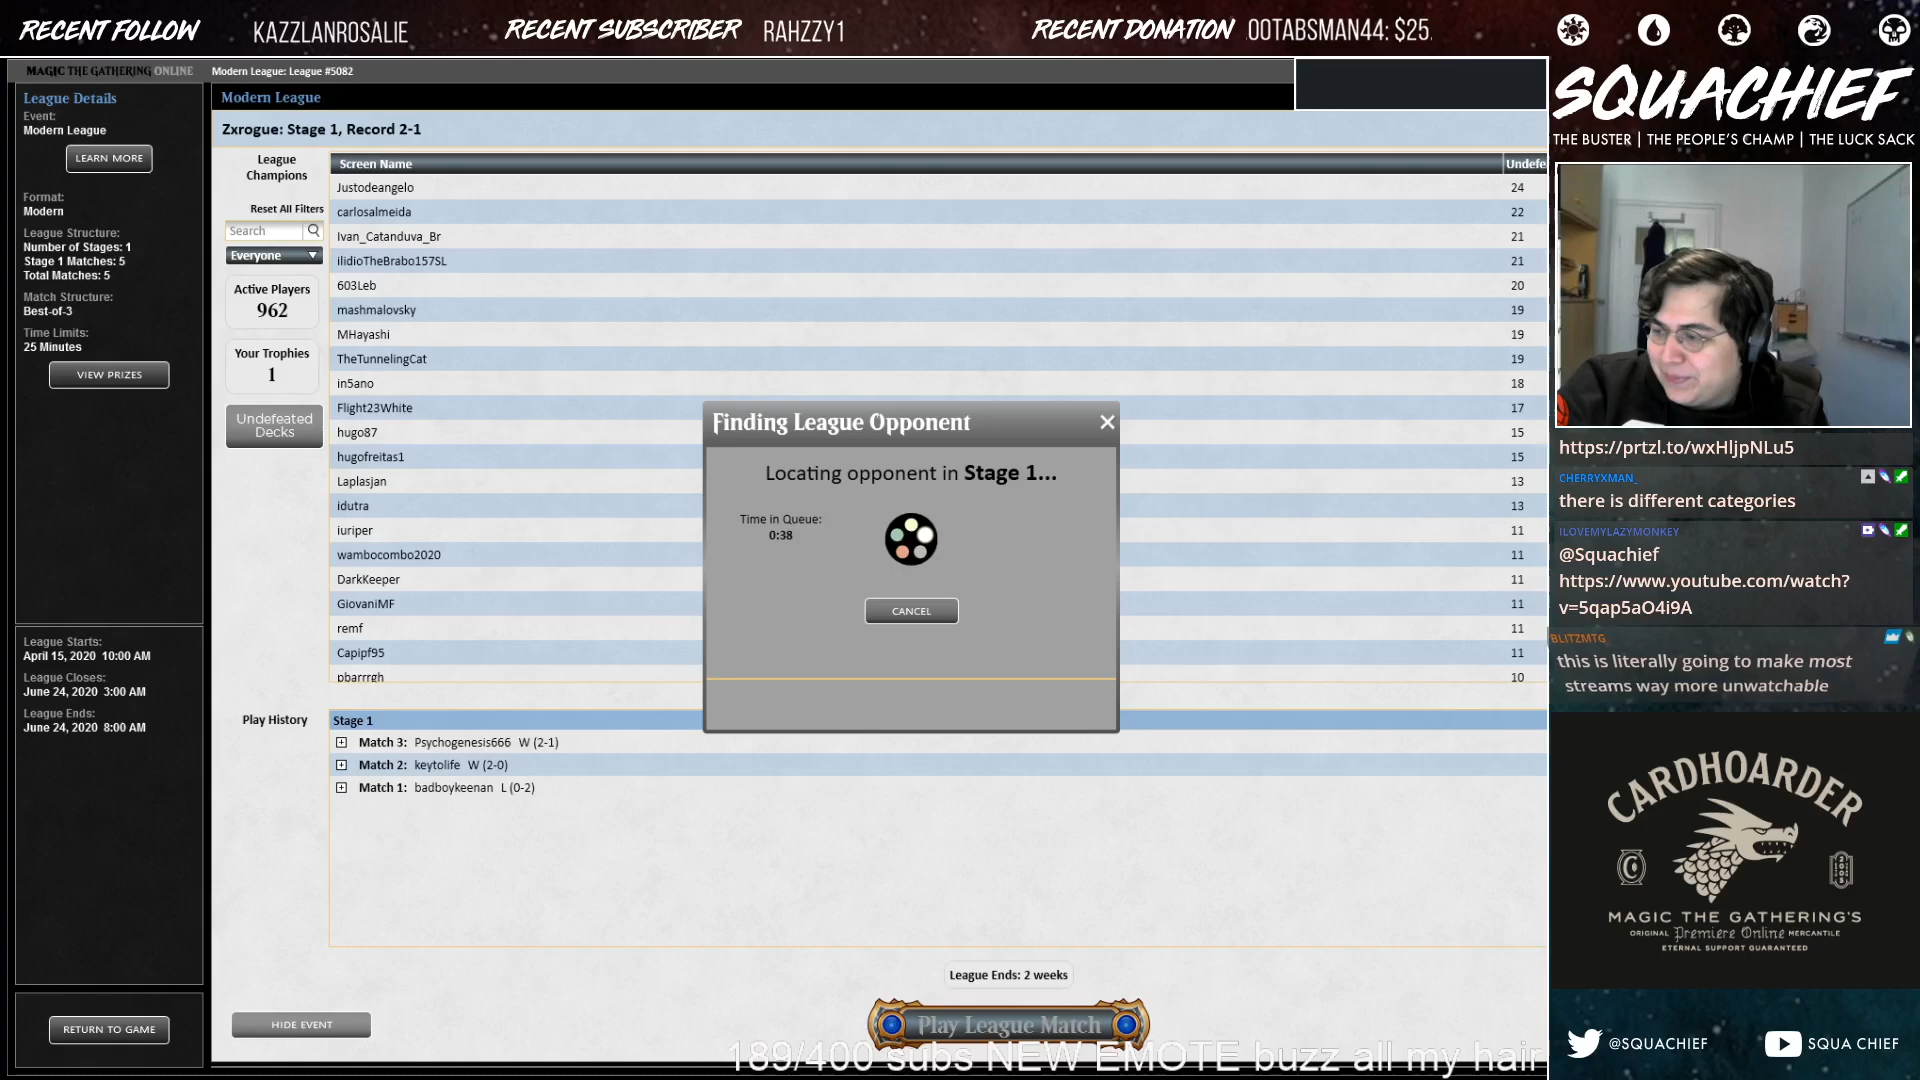 RECENT FOLLOW KAZZLANROSALIE RECENT SUBSCRIBER RAHZZY1 RECENT DONATION OOTABSMAN44: $25.
MAGIC THE GATHERING ONLINE Modern League: League #5082
League Details
Event:
Modern League
LEARN MORE
Format:
Modern
League Structure:
Number of Stages: 1
Stage 1 Matches: 5
Total Matches: 5
Match Structure:
Best-of-3
Time Limits:
25 Minutes
VIEW PRIZES
League Starts:
April 15, 2020 10:00 AM
League Closes:
June 24, 2020 3:00 AM
League Ends:
June 24, 2020 8:00 AM
RETURN TO GAME
Modern League
Zxrogue: Stage 1, Record 2-1
League
Champions
Reset All Filters
Search
Everyone
Active Players
962
Your Trophies
1
Undefeated
Decks
Screen Name Undefe
Justodeangelo 24
carlosalmeida 22
Ivan_Catanduva_Br 21
ilidioTheBrabo157SL 21
603Leb 20
mashmalovsky 19
MHayashi 19
TheTunnelingCat 19
in5ano 18
Flight23White 17
hugo87 15
hugofreitas1 15
Laplasjan 13
idutra 13
iuriper 11
wambocombo2020 11
DarkKeeper 11
GiovaniMF 11
remf 11
Capipf95 11
pbarrrgh 10
Finding League Opponent
Locating opponent in Stage 1...
Time in Queue:
0:38
CANCEL
Play History
Stage 1
Match 3: Psychogenesis666 W (2-1)
Match 2: keytolife W (2-0)
Match 1: badboykeenan L (0-2)
League Ends: 2 weeks
HIDE EVENT
Play League Match
189/400 subs NEW EMOTE buzz all my hair
SQUACHIEF
THE BUSTER | THE PEOPLE'S CHAMP | THE LUCK SACK
https://prtzl.to/wxHljpNLu5
CHERRYXMAN_
there is different categories
ILOVEMYLAZYMONKEY
@Squachief
https://www.youtube.com/watch?
v=5qap5aO4i9A
BLITZMTG
this is literally going to make most
streams way more unwatchable
CARDHOARDER
C
MAGIC THE GATHERING'S
ORIGINAL Premiere Online MERCANTILE
ETERNAL SUPPORT GUARANTEED
@SQUACHIEF SQUA CHIEF